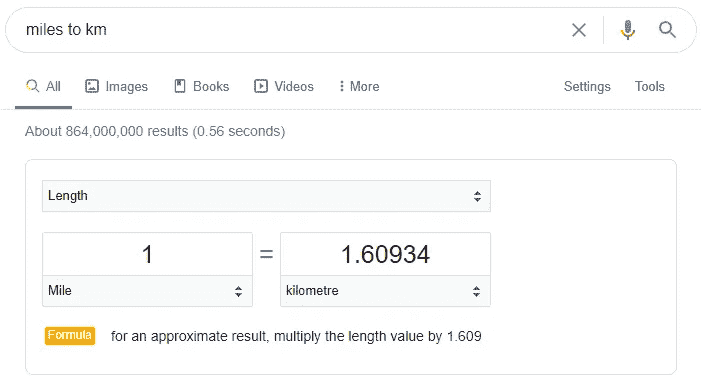 miles to km
All Images Books Videos More Settings Tools
About 864,000,000 results (0.56 seconds)
Length
1 = 1.60934
Mile kilometre
Formula for an approximate result, multiply the length value by 1.609